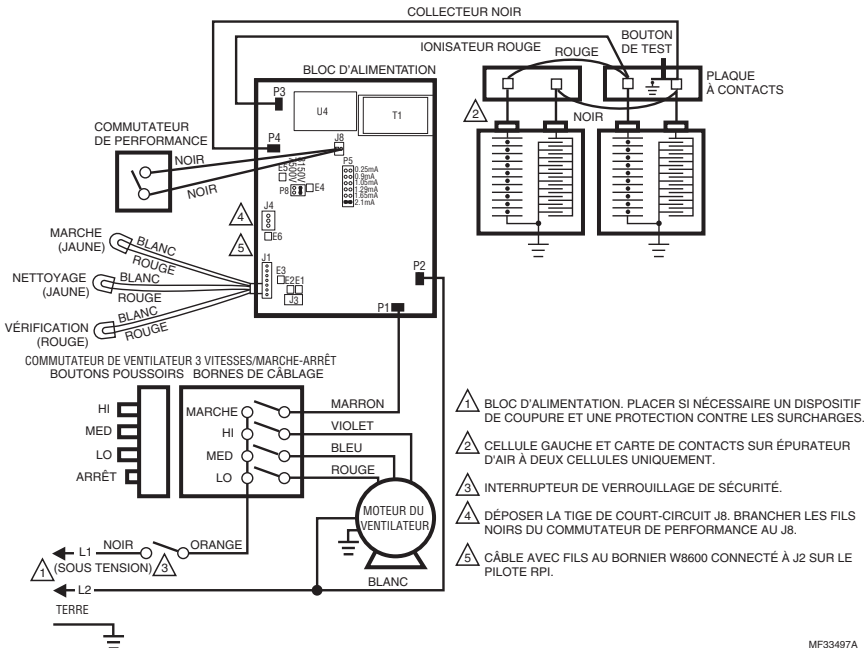 COLLECTEUR NOIR
IONISATEUR ROUGE
ROUGE
BOUTON
DE TEST
PLAQUE
À CONTACTS
NOIR
2
BLOC D'ALIMENTATION
P3
U4
T1
P4
J8
COMMUTATEUR
DE PERFORMANCE
NOIR
NOIR
P5
0.25mA
0.9mA
1.05mA
1.29mA
1.65mA
2.1mA
P8
E4
4
J4
E6
5
J1
E3
E2E1
J3
P2
P1
MARCHE
(JAUNE)
BLANC
ROUGE
NETTOYAGE
(JAUNE)
BLANC
ROUGE
VÉRIFICATION
(ROUGE)
BLANC
ROUGE
COMMUTATEUR DE VENTILATEUR 3 VITESSES/MARCHE-ARRÊT
BOUTONS POUSSOIRS BORNES DE CÂBLAGE
HI
MED
LO
ARRÊT
MARCHE
HI
MED
LO
MARRON
VIOLET
BLEU
ROUGE
MOTEUR DU
VENTILATEUR
L1
NOIR
ORANGE
1
(SOUS TENSION)
3
L2
BLANC
TERRE
1 BLOC D'ALIMENTATION. PLACER SI NÉCESSAIRE UN DISPOSITIF
DE COUPURE ET UNE PROTECTION CONTRE LES SURCHARGES.
2 CELLULE GAUCHE ET CARTE DE CONTACTS SUR ÉPURATEUR
D'AIR À DEUX CELLULES UNIQUEMENT.
3 INTERRUPTEUR DE VERROUILLAGE DE SÉCURITÉ.
4 DÉPOSER LA TIGE DE COURT-CIRCUIT J8. BRANCHER LES FILS
NOIRS DU COMMUTATEUR DE PERFORMANCE AU J8.
5 CÂBLE AVEC FILS AU BORNIER W8600 CONNECTÉ À J2 SUR LE
PILOTE RPI.
MF33497A